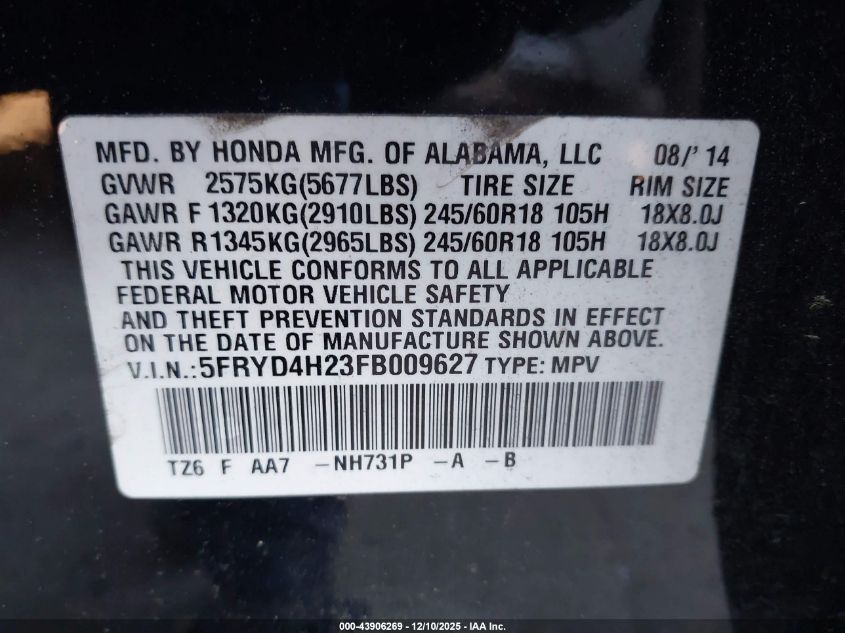 MFD. BY HONDA MFG. OF ALABAMA, LLC 08/'14
GVWR 2575KG(5677LBS) TIRE SIZE RIM SIZE
GAWR F 1320KG(2910LBS) 245/60R18 105H 18X8.0J
GAWR R 1345KG(2965LBS) 245/60R18 105H 18X8.0J
THIS VEHICLE CONFORMS TO ALL APPLICABLE
FEDERAL MOTOR VEHICLE SAFETY
AND THEFT PREVENTION STANDARDS IN EFFECT
ON THE DATE OF MANUFACTURE SHOWN ABOVE.
V.I.N.:5FRYD4H23FB009627 TYPE: MPV
TZ6 F AA7 -NH731P -A -B
000-43906269 - 12/10/2025 - IAA Inc.